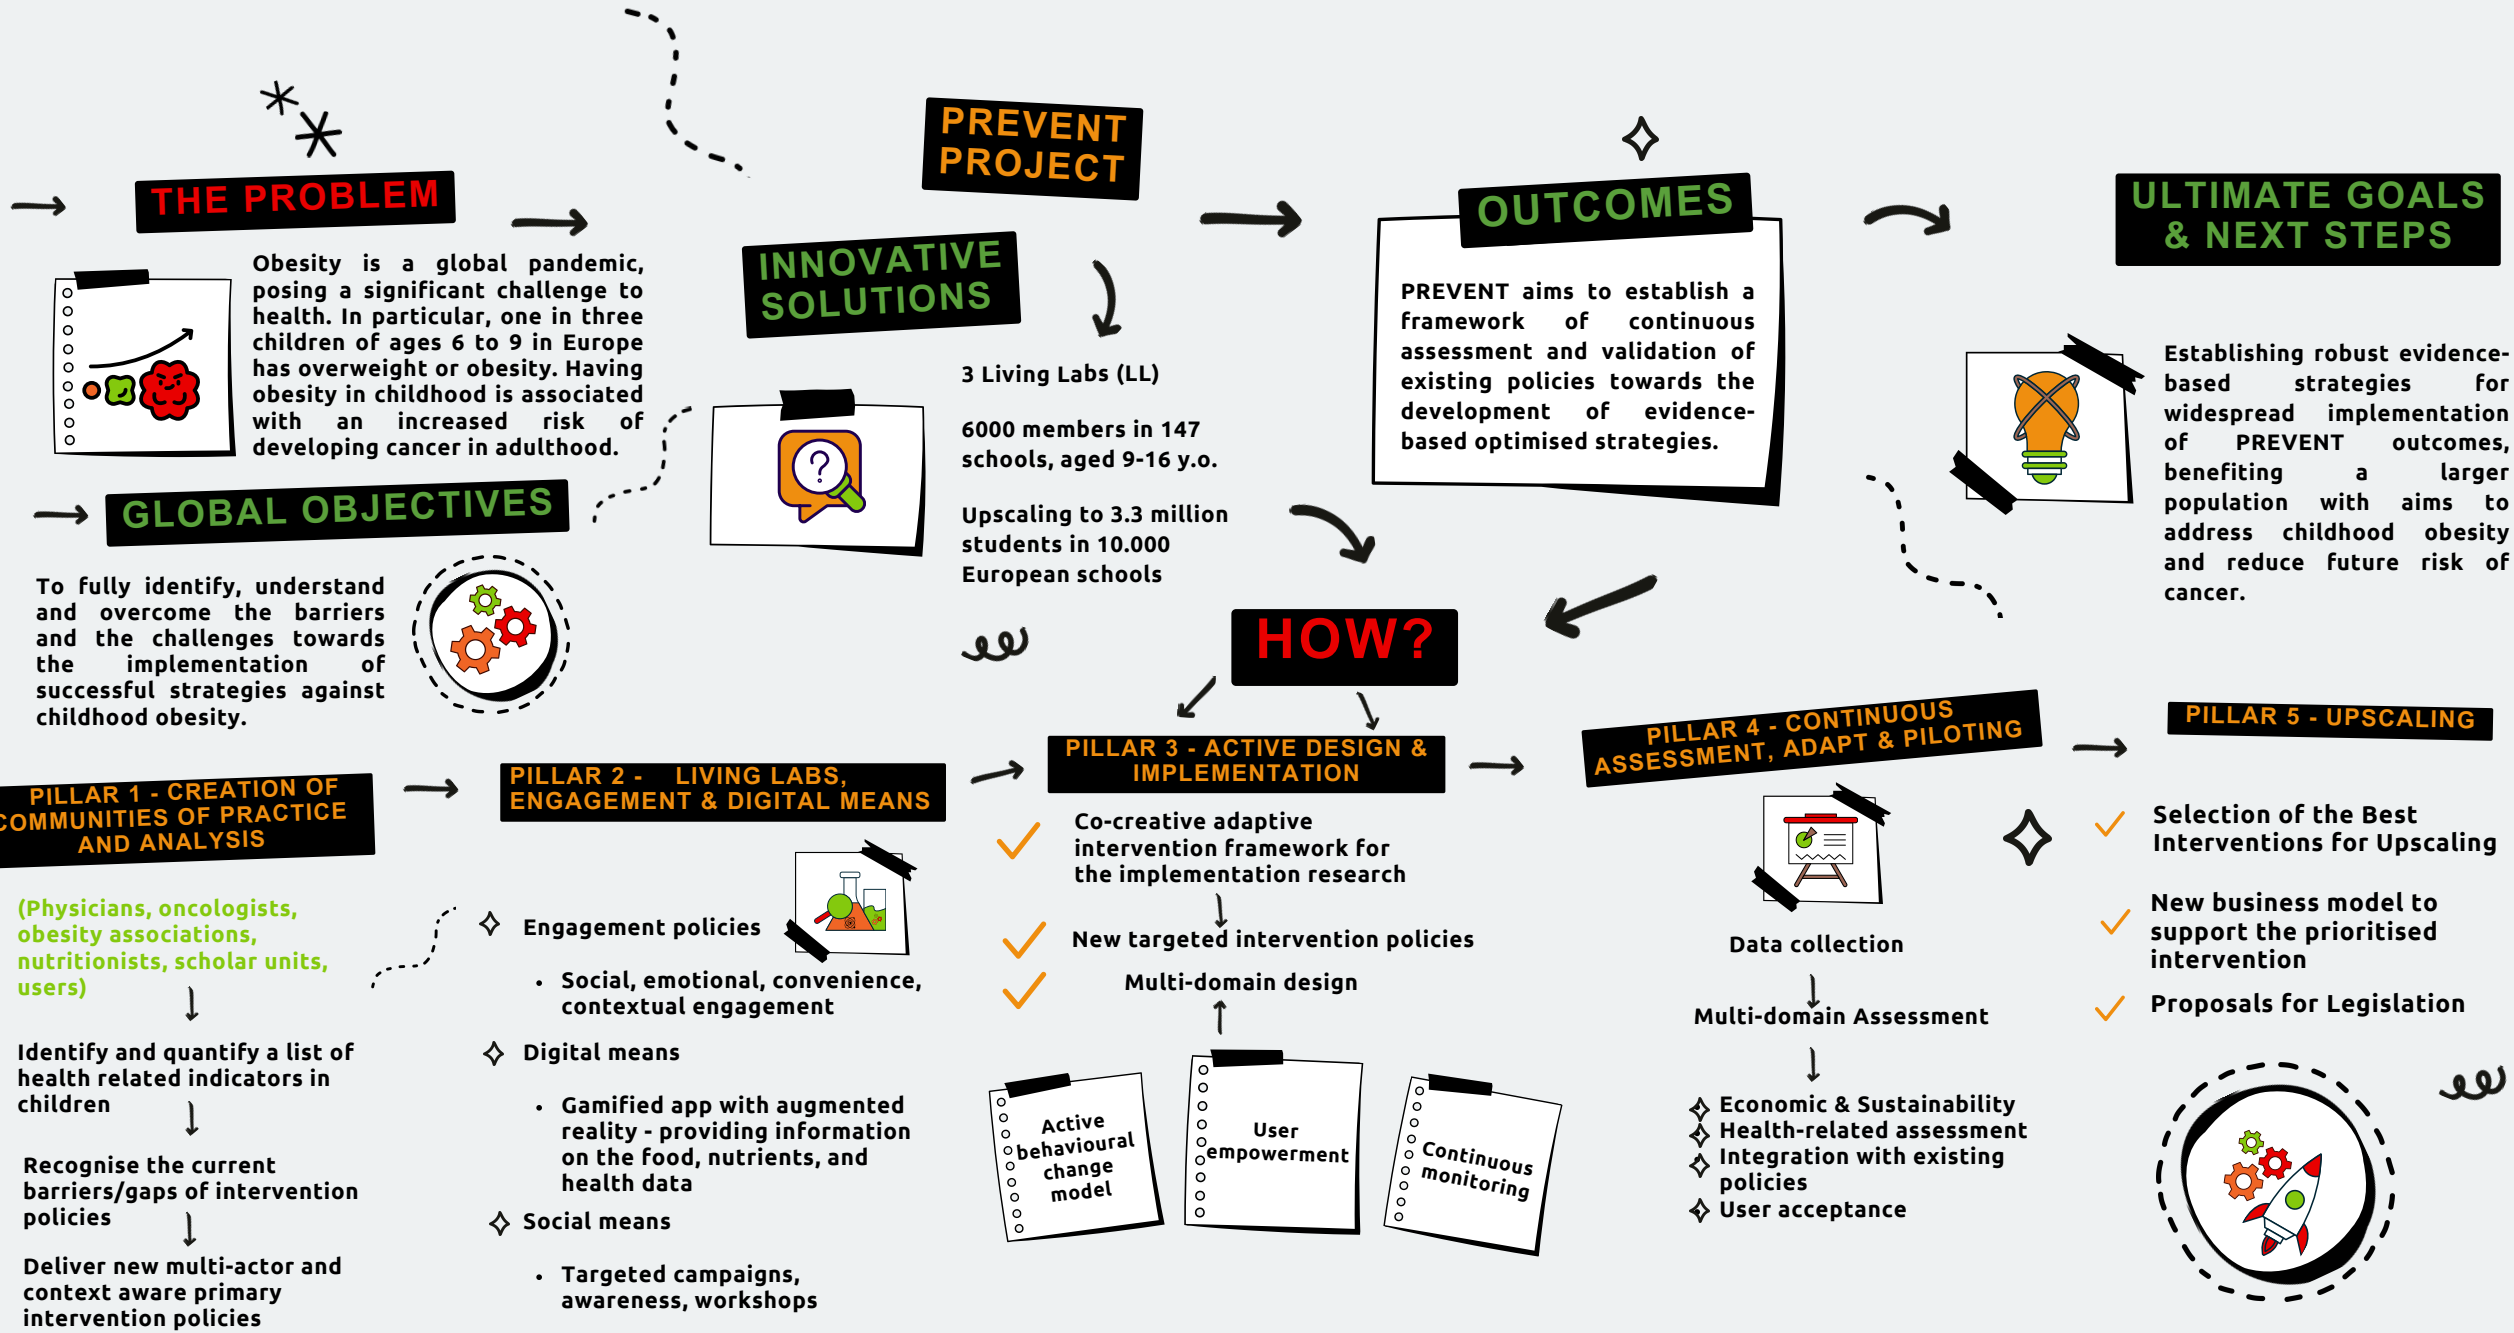 THE PROBLEM
Obesity is a global pandemic,
posing a significant challenge to
health. In particular, one in three
children of ages 6 to 9 in Europe
has overweight or obesity. Having
obesity in childhood is associated
with an increased risk of
developing cancer in adulthood.
GLOBAL OBJECTIVES
To fully identify, understand
and overcome the barriers
and the challenges towards
the implementation of
successful strategies against
childhood obesity.
PREVENT
PROJECT
INNOVATIVE
SOLUTIONS
?
3 Living Labs (LL)
6000 members in 147
schools, aged 9-16 y.o.
Upscaling to 3.3 million
students in 10.000
European schools
OUTCOMES
PREVENT aims to establish a
framework of continuous
assessment and validation of
existing policies towards the
development of evidence-
based optimised strategies.
ULTIMATE GOALS
& NEXT STEPS
Establishing robust evidence-
based strategies for
widespread implementation
of PREVENT outcomes,
benefiting a larger
population with aims to
address childhood obesity
and reduce future risk of
cancer.
HOW?
PILLAR 1 - CREATION OF
COMMUNITIES OF PRACTICE
AND ANALYSIS
(Physicians, oncologists,
obesity associations,
nutritionists, scholar units,
users)
Identify and quantify a list of
health related indicators in
children
Recognise the current
barriers/gaps of intervention
policies
Deliver new multi-actor and
context aware primary
intervention policies
PILLAR 2 - LIVING LABS,
ENGAGEMENT & DIGITAL MEANS
Engagement policies
• Social, emotional, convenience,
contextual engagement
Digital means
• Gamified app with augmented
reality - providing information
on the food, nutrients, and
health data
Social means
• Targeted campaigns,
awareness, workshops
PILLAR 3 - ACTIVE DESIGN &
IMPLEMENTATION
Co-creative adaptive
intervention framework for
the implementation research
New targeted intervention policies
Multi-domain design
Active
behavioural
change
model
User
empowerment
Continuous
monitoring
PILLAR 4 - CONTINUOUS
ASSESSMENT, ADAPT & PILOTING
Data collection
Multi-domain Assessment
Economic & Sustainability
Health-related assessment
Integration with existing
policies
User acceptance
PILLAR 5 - UPSCALING
Selection of the Best
Interventions for Upscaling
New business model to
support the prioritised
intervention
Proposals for Legislation